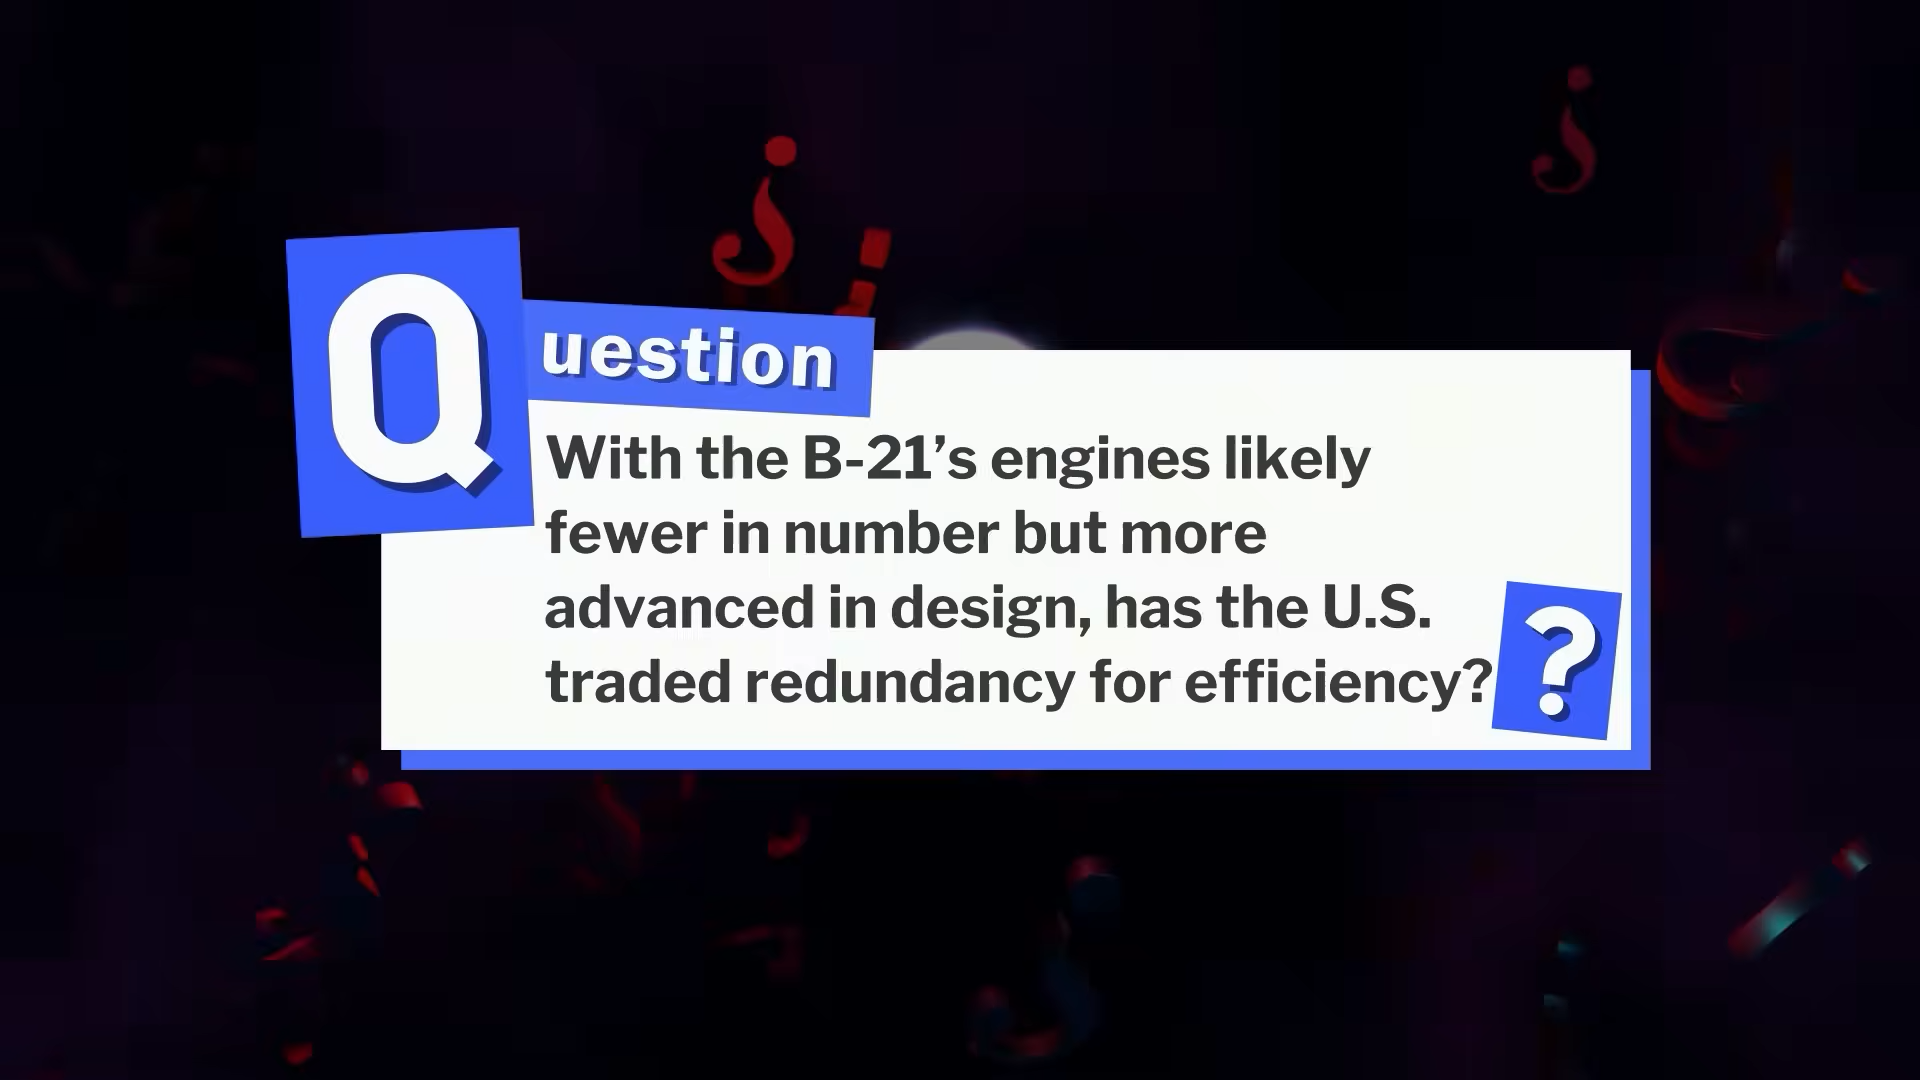 Question
With the B-21’s engines likely
fewer in number but more
advanced in design, has the U.S.
traded redundancy for efficiency?
?